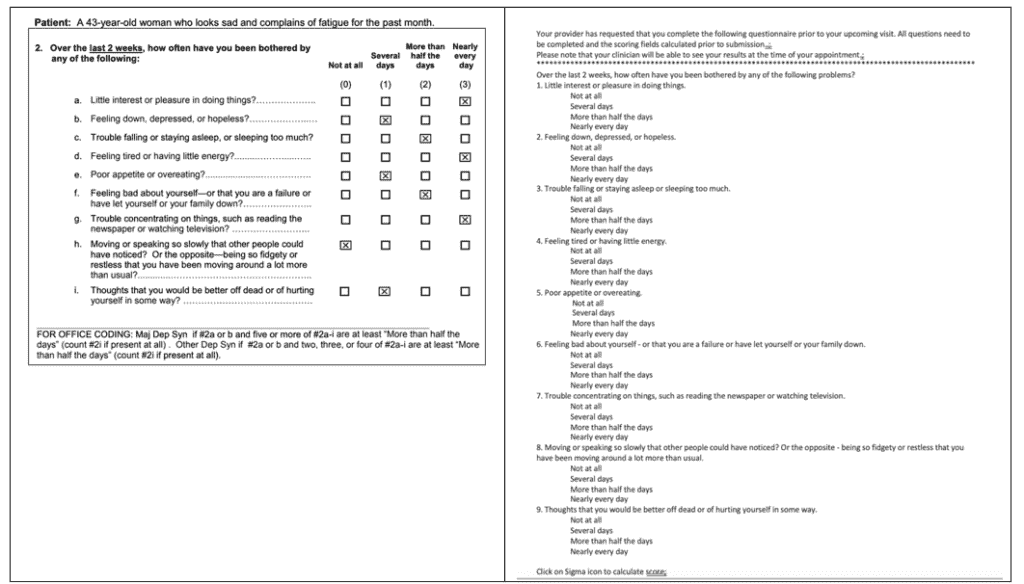 Patient: A 43-year-old woman who looks sad and complains of fatigue for the past month.
2. Over the last 2 weeks, how often have you been bothered by any of the following:
Not at all
Several days
More than half the days
Nearly every day
(0) (1) (2) (3)
a. Little interest or pleasure in doing things?
b. Feeling down, depressed, or hopeless?
c. Trouble falling or staying asleep, or sleeping too much?
d. Feeling tired or having little energy?
e. Poor appetite or overeating?
f. Feeling bad about yourself—or that you are a failure or
have let yourself or your family down?
g. Trouble concentrating on things, such as reading the
newspaper or watching television?
h. Moving or speaking so slowly that other people could
have noticed? Or the opposite—being so fidgety or
restless that you have been moving around a lot more
than usual?
i. Thoughts that you would be better off dead or of hurting
yourself in some way?
FOR OFFICE CODING: Maj Dep Syn if #2a or b and five or more of #2a-i are at least "More than half the
days" (count #2i if present at all). Other Dep Syn if #2a or b and two, three, or four of #2a-i are at least "More
than half the days" (count #2i if present at all).
Your provider has requested that you complete the following questionnaire prior to your upcoming visit. All questions need to
be completed and the scoring fields calculated prior to submission.:
Please note that your clinician will be able to see your results at the time of your appointment.:
Over the last 2 weeks, how often have you been bothered by any of the following problems?
1. Little interest or pleasure in doing things.
Not at all
Several days
More than half the days
Nearly every day
2. Feeling down, depressed, or hopeless.
Not at all
Several days
More than half the days
Nearly every day
3. Trouble falling or staying asleep or sleeping too much.
Not at all
Several days
More than half the days
Nearly every day
4. Feeling tired or having little energy.
Not at all
Several days
More than half the days
Nearly every day
5. Poor appetite or overeating.
Not at all
Several days
More than half the days
Nearly every day
6. Feeling bad about yourself - or that you are a failure or have let yourself or your family down.
Not at all
Several days
More than half the days
Nearly every day
7. Trouble concentrating on things, such as reading the newspaper or watching television.
Not at all
Several days
More than half the days
Nearly every day
8. Moving or speaking so slowly that other people could have noticed? Or the opposite - being so fidgety or restless that you
have been moving around a lot more than usual.
Not at all
Several days
More than half the days
Nearly every day
9. Thoughts that you would be better off dead or of hurting yourself in some way.
Not at all
Several days
More than half the days
Nearly every day
Click on Sigma icon to calculate score: